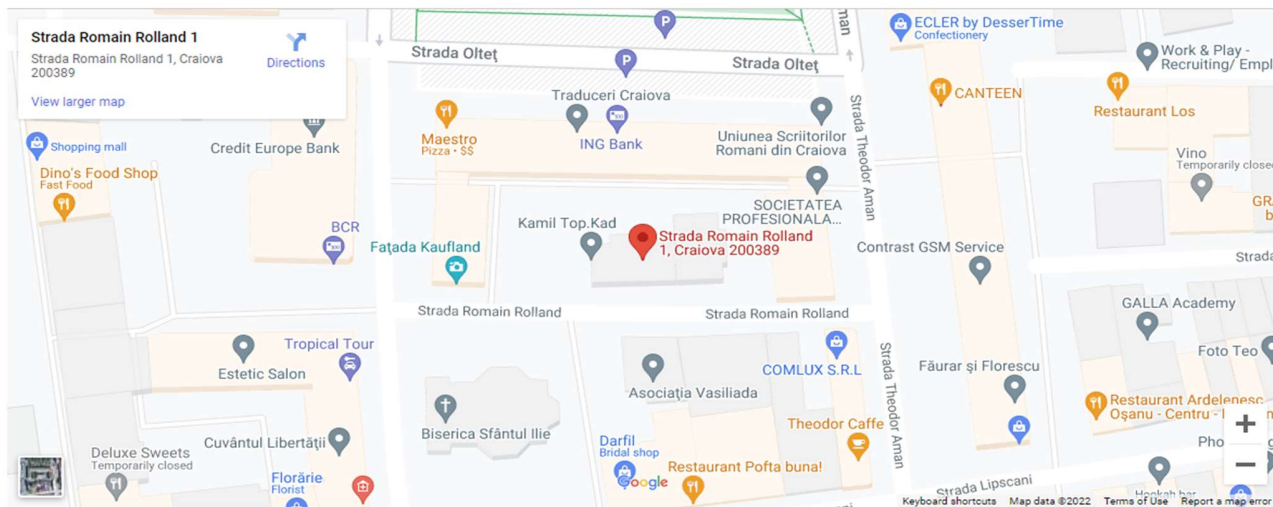 Strada Romain Rolland 1
Strada Romain Rolland 1, Craiova
200389
Directions
View larger map
Strada Olteț
Strada Olteț
man
Traduceri Craiova
Maestro
Pizza • $$
ING Bank
Uniunea Scriitorilor
Romani din Craiova
ECLER by DesserTime
Confectionery
Work & Play -
Recruiting/ Empl
CANTEEN
Restaurant Los
Vino
Temporarily closed
GR
b
Credit Europe Bank
Shopping mall
Dino's Food Shop
Fast Food
BCR
Fațada Kaufland
Kamil Top.Kad
SOCIETATEA
PROFESIONALA...
Strada Romain Rolland
1, Craiova 200389
Strada Theodor Aman
Contrast GSM Service
Strada
GALLA Academy
Foto Teo
Strada Romain Rolland
Strada Romain Rolland
Tropical Tour
Estetic Salon
COMLUX S.R.L
Strada Theodor Aman
Făurar și Florescu
Asociația Vasiliada
Restaurant Ardelenesc
Oșanu - Centru -
Biserica Sfântul Ilie
Theodor Caffe
Cuvântul Libertății
Darfil
Bridal shop
Restaurant Pofta buna!
Deluxe Sweets
Temporarily closed
Florărie
Florist
Google
Strada Lipscani
Hookah bar
Keyboard shortcuts
Map data ©2022
Terms of Use
Report a map error